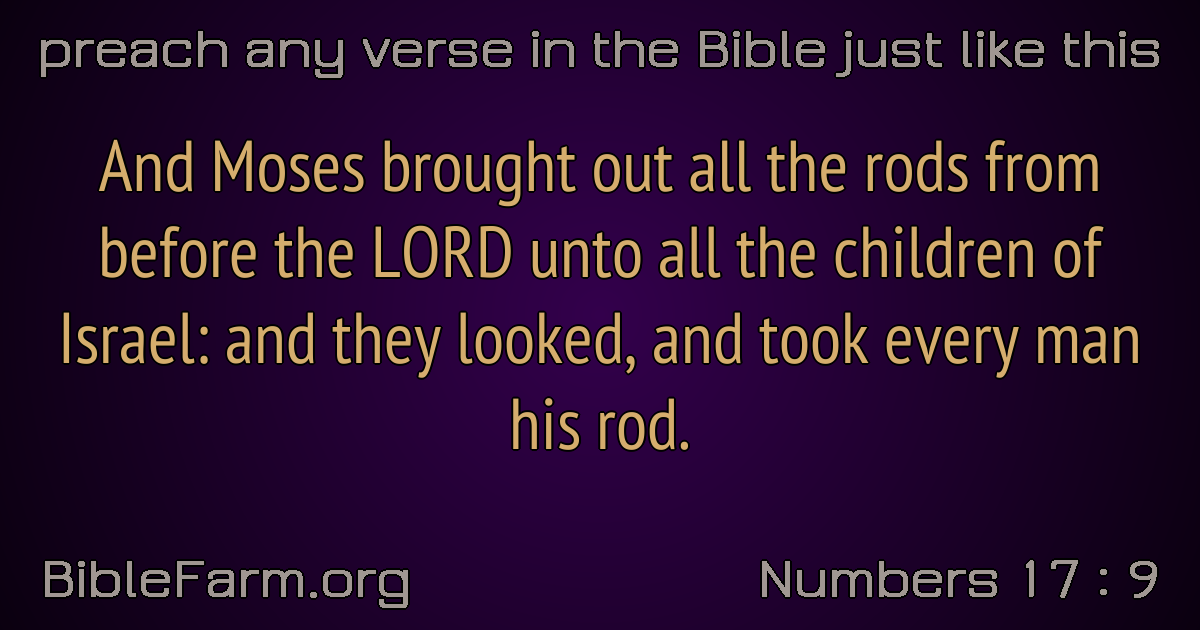 preach any verse in the Bible just like this
And Moses brought out all the rods from
before the LORD unto all the children of
Israel: and they looked, and took every man
his rod.
BibleFarm.org
Numbers 17 : 9